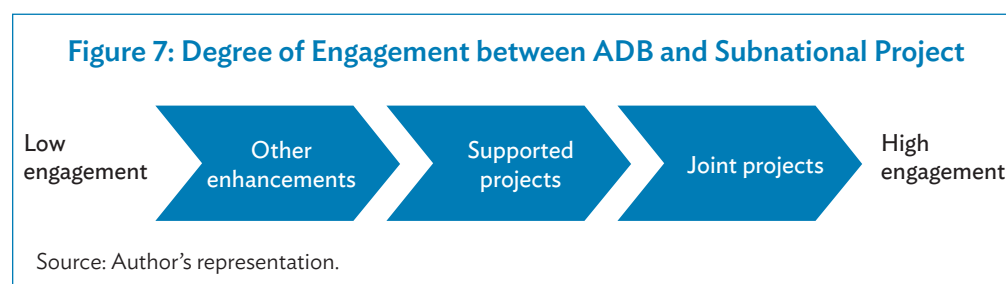 Figure 7: Degree of Engagement between ADB and Subnational Project
Low
engagement
Other
enhancements
Supported
projects
Joint projects
High
engagement
Source: Author’s representation.